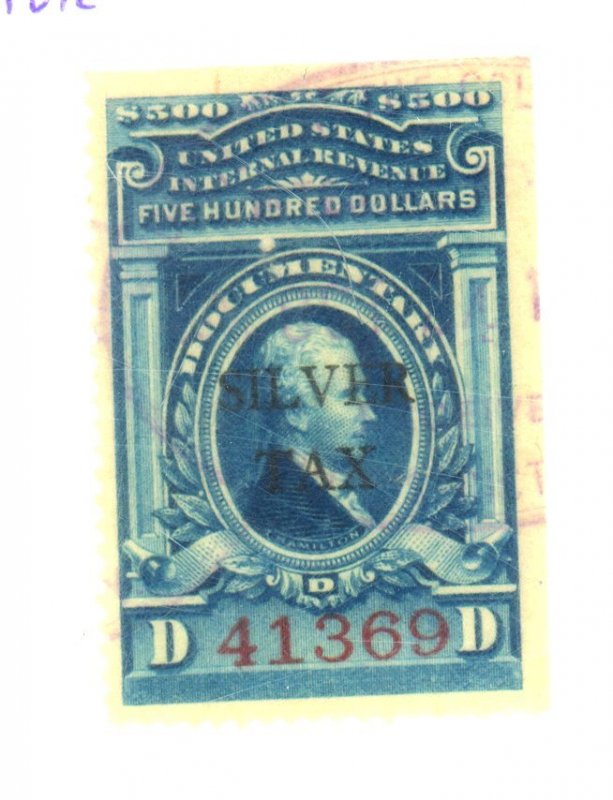 $500 $500
UNITED STATES
INTERNAL REVENUE
FIVE HUNDRED DOLLARS
DOCUMENTARY
SILVER
TAX
HAMILTON
D
D 41369 D